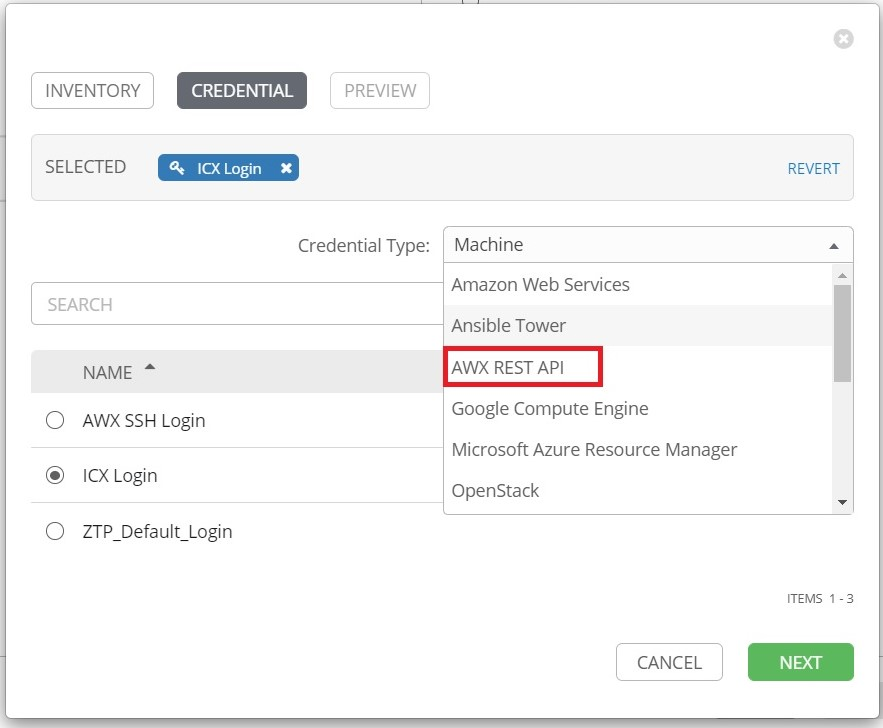 INVENTORY CREDENTIAL PREVIEW
SELECTED ICX Login REVERT
Credential Type: Machine
Amazon Web Services
SEARCH
Ansible Tower
NAME
AWX REST API
AWX SSH Login
Google Compute Engine
Microsoft Azure Resource Manager
ICX Login
OpenStack
ZTP_Default_Login
ITEMS 1 - 3
CANCEL NEXT